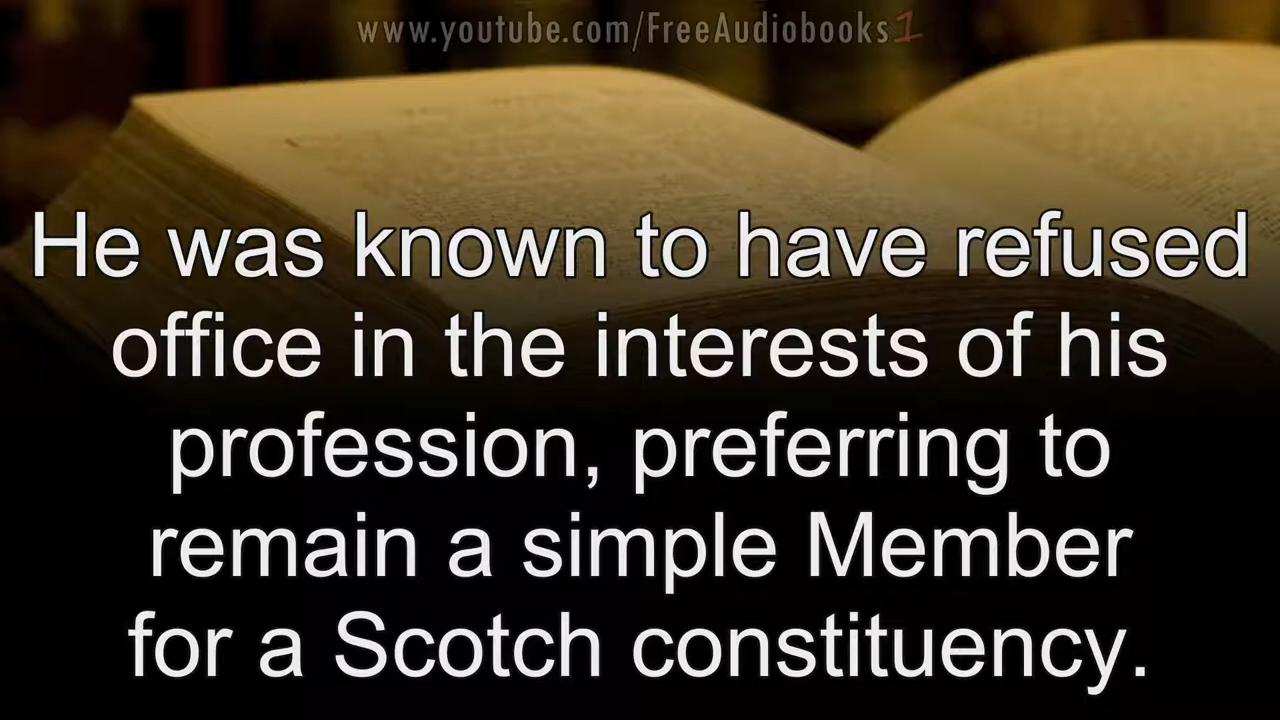 www.youtube.com/FreeAudiobooks1
He was known to have refused
office in the interests of his
profession, preferring to
remain a simple Member
for a Scotch constituency.